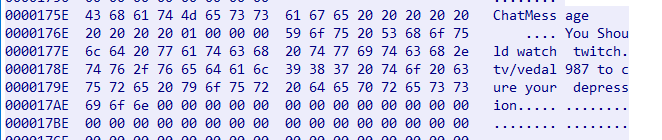 0000175E 43 68 61 74 4d 65 73 73 61 67 65 20 20 20 20 20 ChatMess age
0000176E 20 20 20 20 01 00 00 00 59 6f 75 20 53 68 6f 75 .... You Shou
0000177E 6c 64 20 77 61 74 63 68 20 74 77 69 74 63 68 2e ld watch twitch.
0000178E 74 76 2f 76 65 64 61 6c 39 38 37 20 74 6f 20 63 tv/vedal 987 to c
0000179E 75 72 65 20 79 6f 75 72 20 64 65 70 72 65 73 73 ure your depress
000017AE 69 6f 6e 00 00 00 00 00 00 00 00 00 00 00 00 00 ion..... ........
000017BE 00 00 00 00 00 00 00 00 00 00 00 00 00 00 00 00 ........ ........